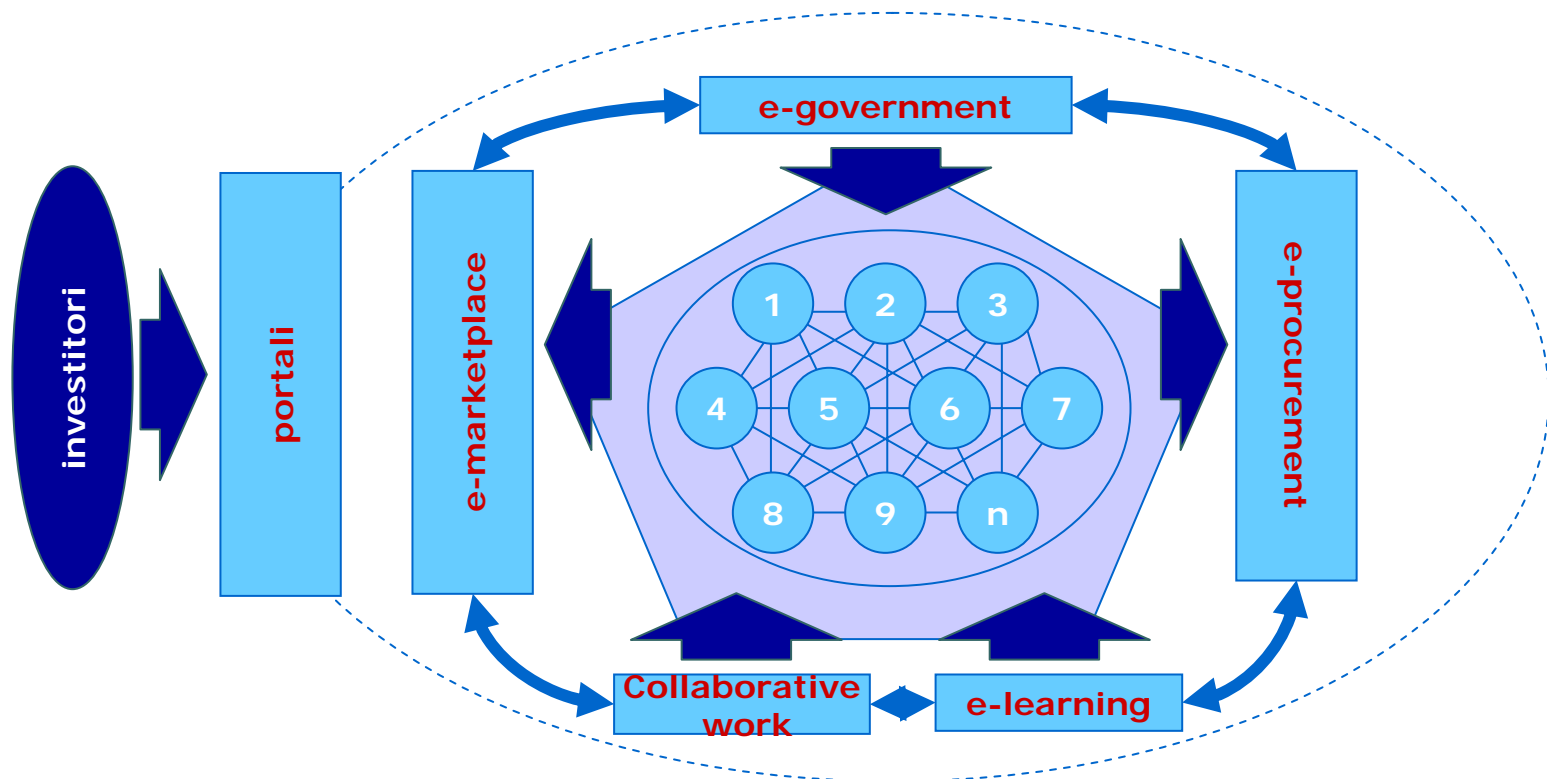 e-government
investitori
portali
e-marketplace
e-procurement
1
2
3
4
5
6
7
8
9
n
Collaborative
work
e-learning